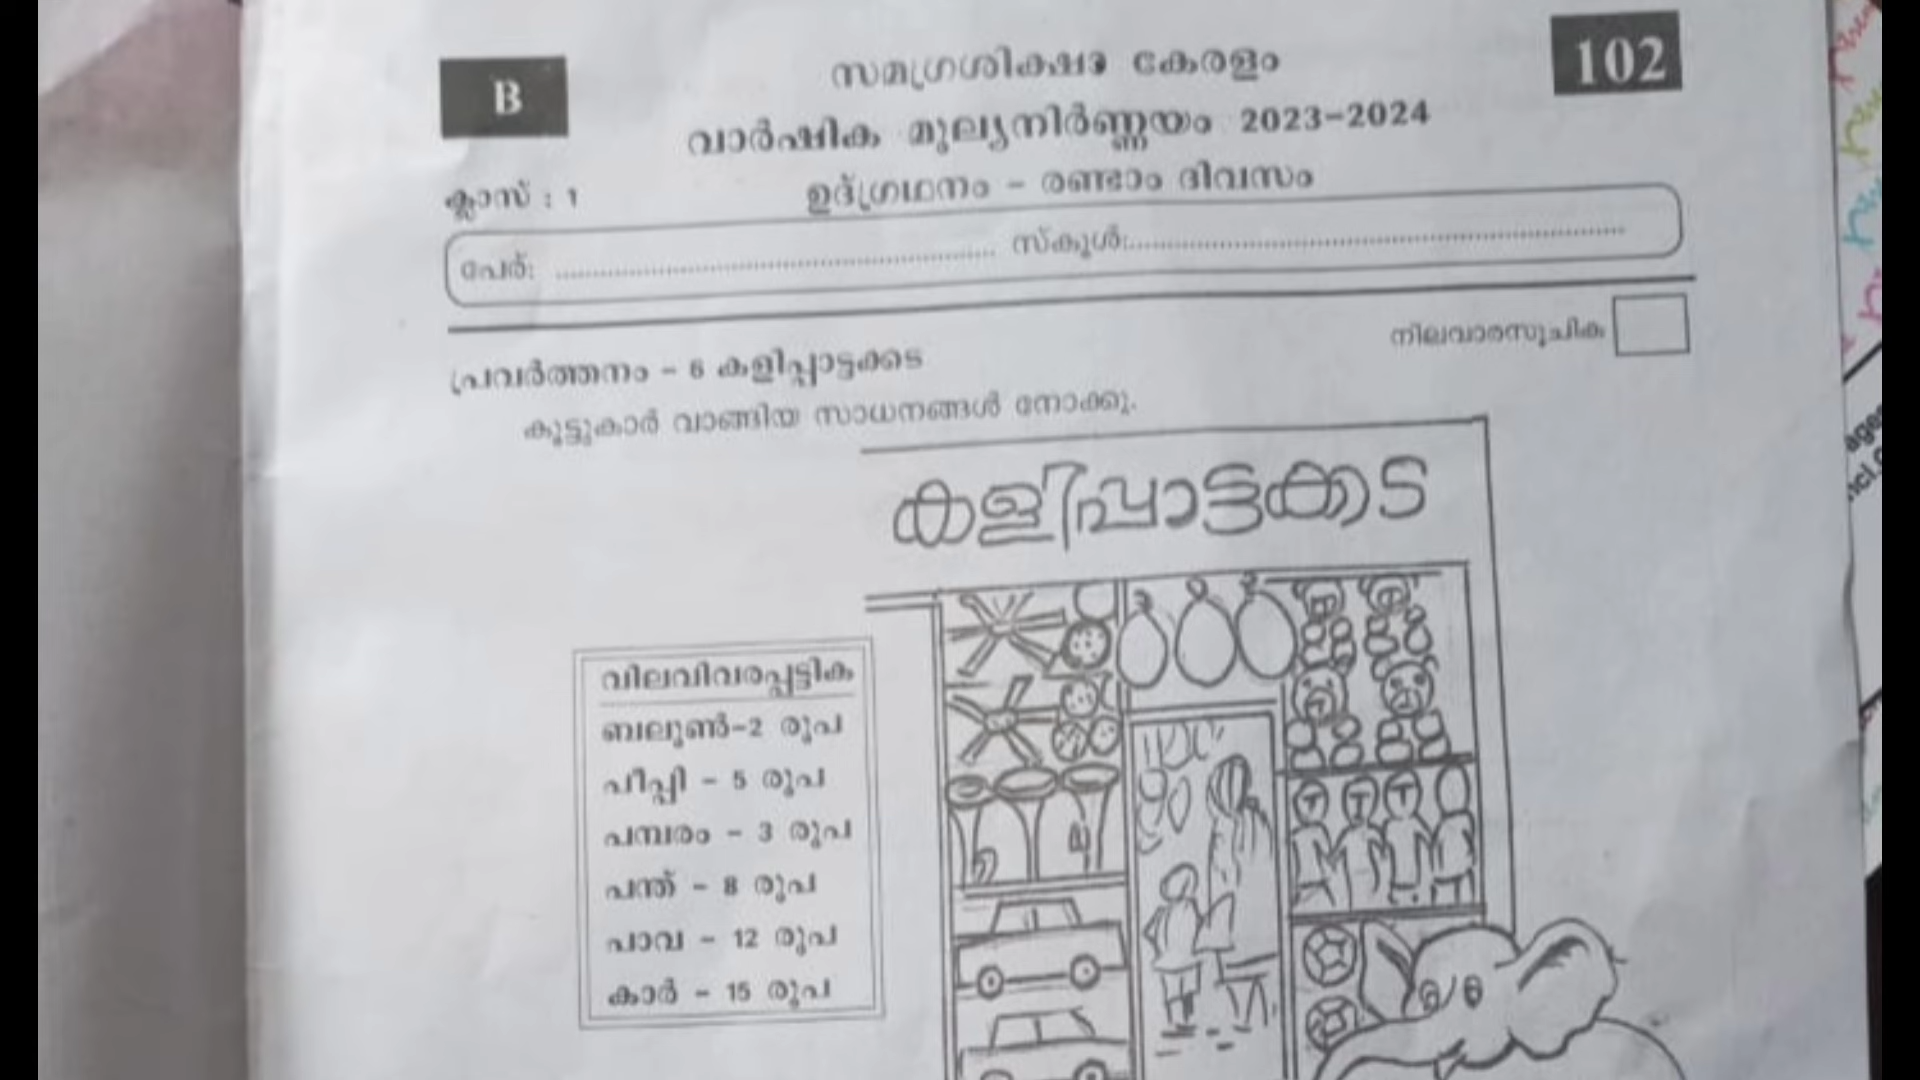 B
സമഗ്രശിക്ഷാ കേരളം
102
വാർഷിക മൂല്യനിർണ്ണയം 2023-2024
ക്ലാസ് : 1
ഉദ്ഗ്രഥനം - രണ്ടാം ദിവസം
പേര്: സ്കൂൾ:
നിലവാരസൂചിക
പ്രവർത്തനം - 6 കളിപ്പാട്ടക്കട
കൂട്ടുകാർ വാങ്ങിയ സാധനങ്ങൾ നോക്കൂ.
കളിപ്പാട്ടക്കട
വിലവിവരപ്പട്ടിക
ബലൂൺ-2 രൂപ
പീപ്പി - 5 രൂപ
പമ്പരം - 3 രൂപ
പന്ത് - 8 രൂപ
പാവ - 12 രൂപ
കാർ - 15 രൂപ